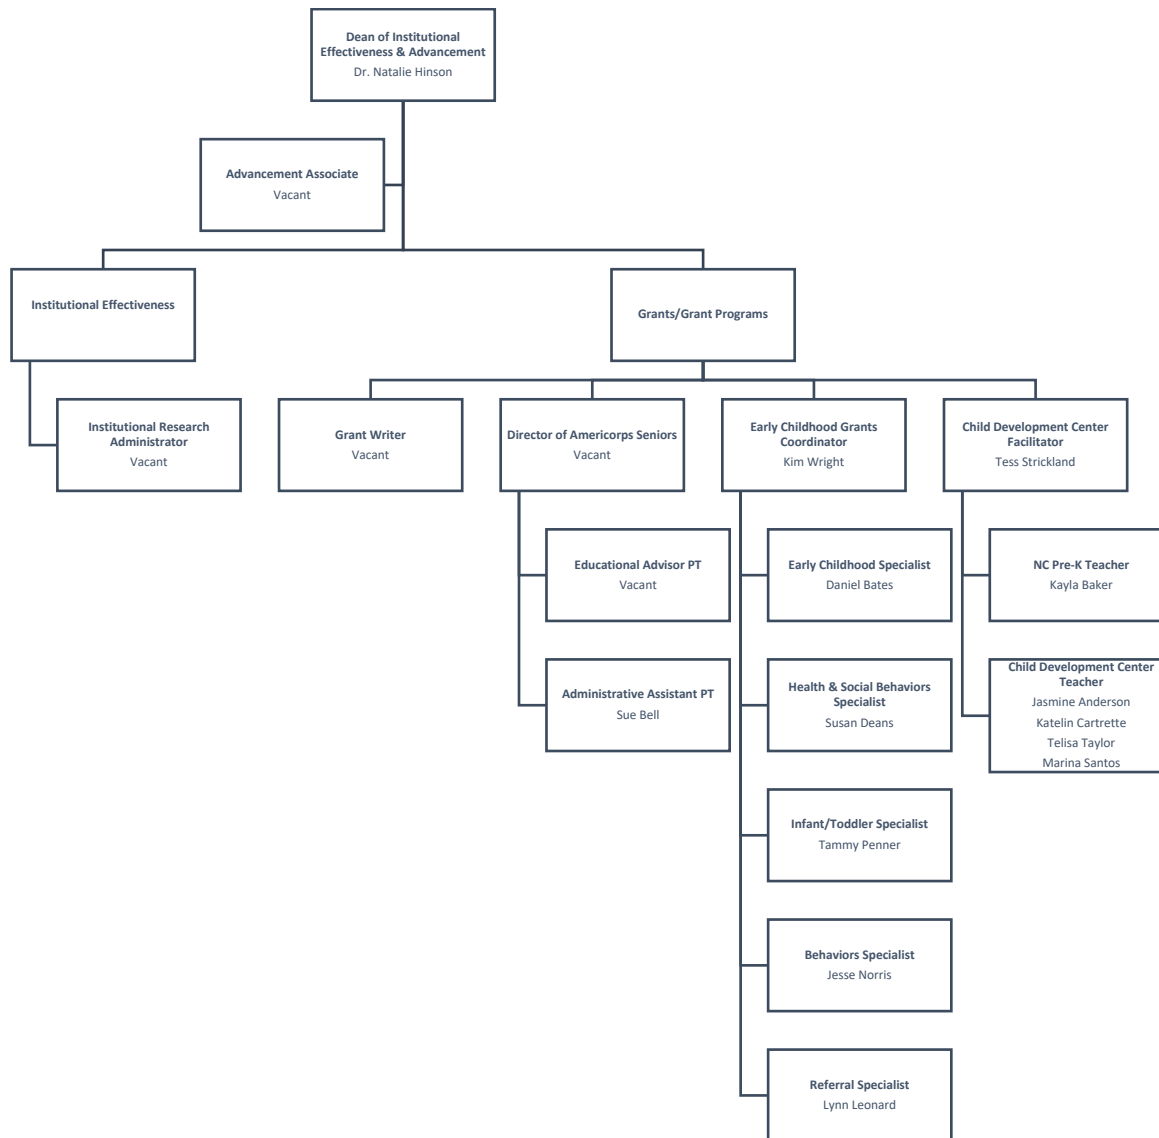 Dean of Institutional
Effectiveness & Advancement
Dr. Natalie Hinson
Advancement Associate
Vacant
Institutional Effectiveness
Grants/Grant Programs
Institutional Research
Administrator
Vacant
Grant Writer
Vacant
Director of Americorps Seniors
Vacant
Early Childhood Grants
Coordinator
Kim Wright
Child Development Center
Facilitator
Tess Strickland
Educational Advisor PT
Vacant
Early Childhood Specialist
Daniel Bates
NC Pre-K Teacher
Kayla Baker
Administrative Assistant PT
Sue Bell
Health & Social Behaviors
Specialist
Susan Deans
Child Development Center
Teacher
Jasmine Anderson
Katelin Cartrette
Telisa Taylor
Marina Santos
Infant/Toddler Specialist
Tammy Penner
Behaviors Specialist
Jesse Norris
Referral Specialist
Lynn Leonard